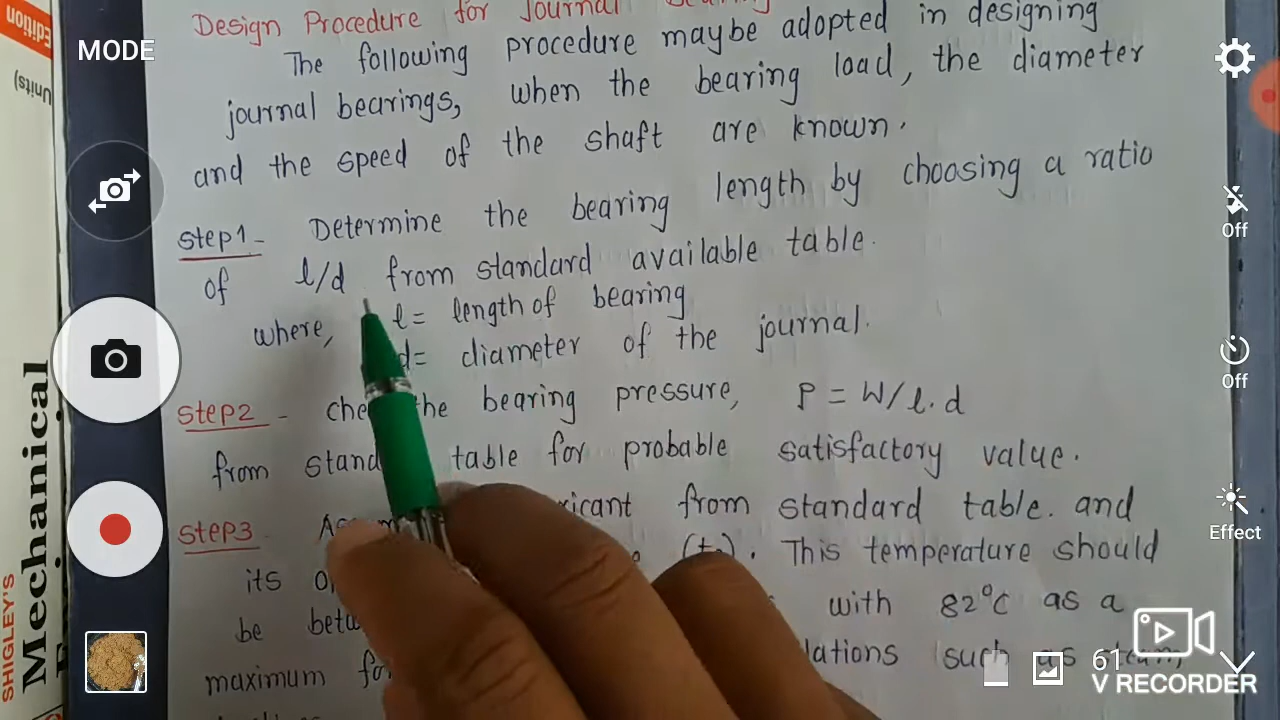 Design Procedure for Journal
The following procedure maybe adopted in designing
journal bearings, when the bearing load, the diameter
and the speed of the shaft are known.
Step1- Determine the bearing length by choosing a ratio
of l/d from standard available table.
where, l= length of bearing
d= diameter of the journal.
Step2 - the bearing pressure, P = W/l.d
from table for probable satisfactory value.
Step3 from standard table. and
its (t₀). This temperature should
be with 82°C as a
maximum such as steam
MODE
Off
Off
Effect
61
V RECORDER
Edition
Units)
SHIGLEY'S
Mechanical